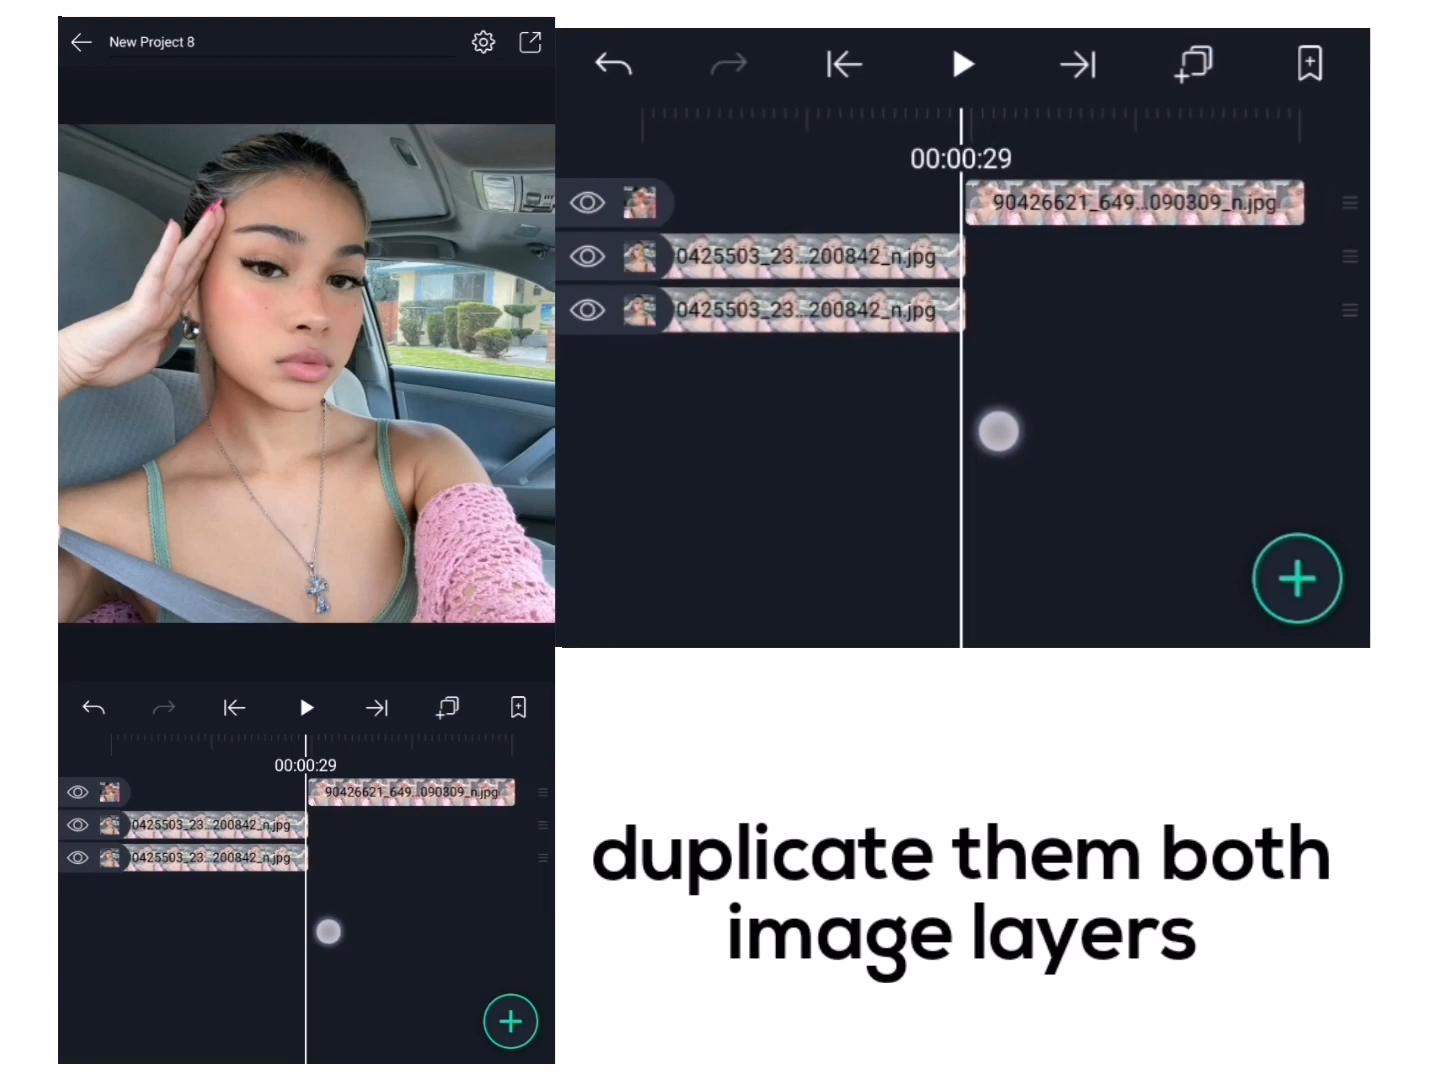 New Project 8
00:00:29
90426621_649...090309_n.jpg
0425503_23...200842_n.jpg
0425503_23...200842_n.jpg
00:00:29
90426621_649...090309_n.jpg
0425503_23...200842_n.jpg
0425503_23...200842_n.jpg
duplicate them both
image layers